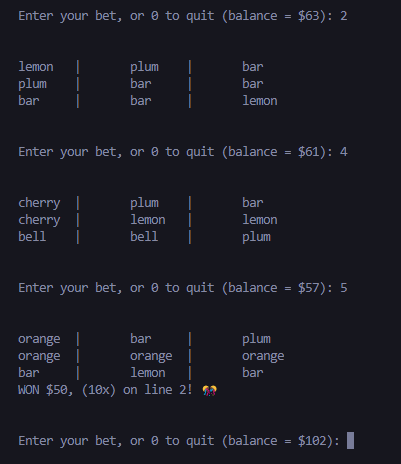 Enter your bet, or 0 to quit (balance = $63): 2
lemon | plum | bar
plum | bar | bar
bar | bar | lemon
Enter your bet, or 0 to quit (balance = $61): 4
cherry | plum | bar
cherry | lemon | lemon
bell | bell | plum
Enter your bet, or 0 to quit (balance = $57): 5
orange | bar | plum
orange | orange | orange
bar | lemon | bar
WON $50, (10x) on line 2! 🎊
Enter your bet, or 0 to quit (balance = $102):